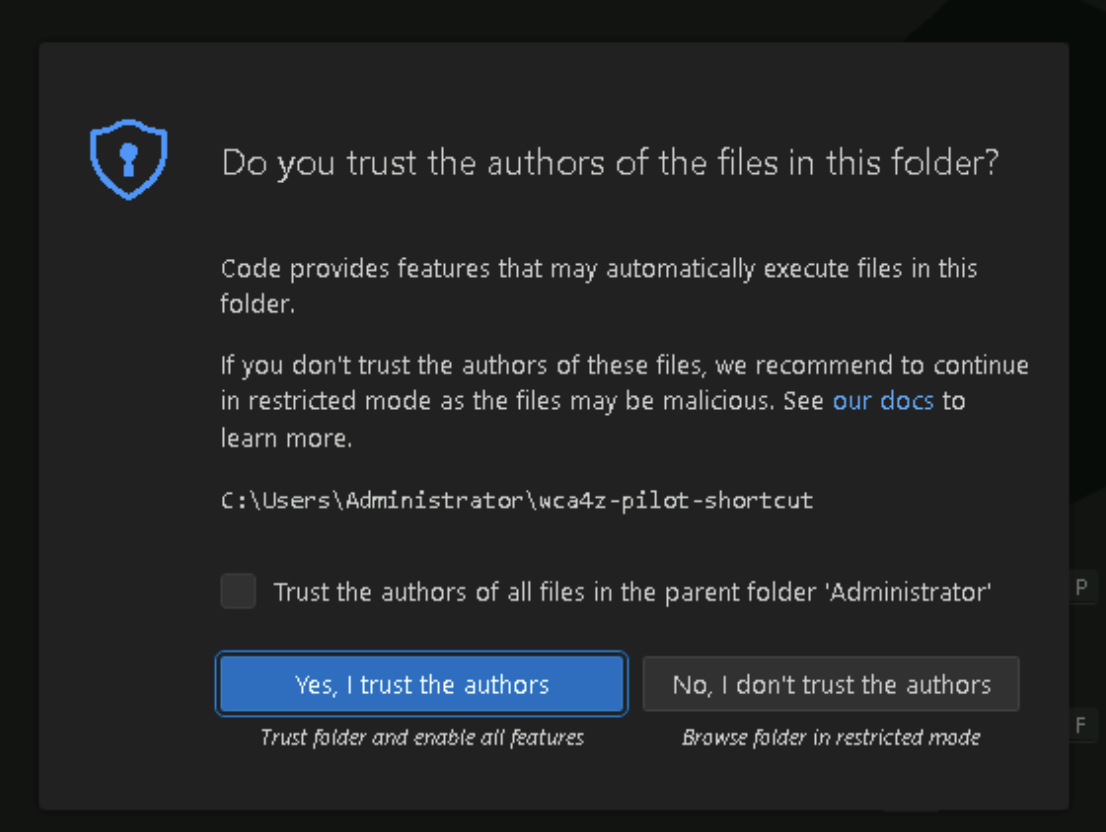 Do you trust the authors of the files in this folder?
Code provides features that may automatically execute files in this
folder.
If you don't trust the authors of these files, we recommend to continue
in restricted mode as the files may be malicious. See our docs to
learn more.
C:\Users\Administrator\wca4z-pilot-shortcut
Trust the authors of all files in the parent folder 'Administrator'
P
Yes, I trust the authors
No, I don't trust the authors
Trust folder and enable all features
Browse folder in restricted mode
F